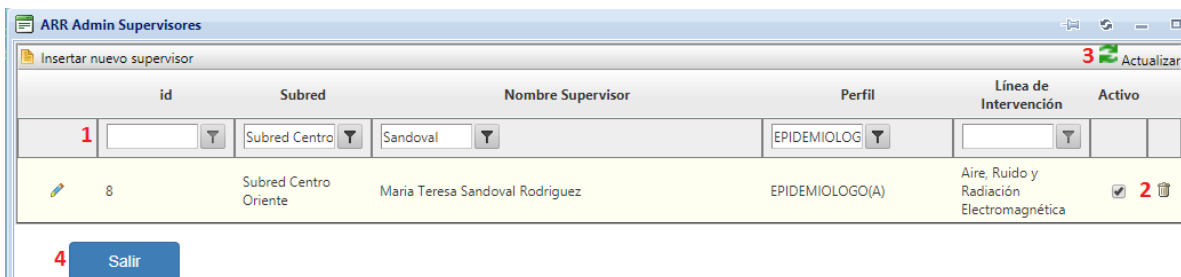 ARR Admin Supervisores
Insertar nuevo supervisor
3 Actualizar
id Subred Nombre Supervisor Perfil Línea de Intervención Activo
1 Subred Centro Sandoval EPIDEMIOLOG
8 Subred Centro Oriente Maria Teresa Sandoval Rodriguez EPIDEMIOLOGO(A) Aire, Ruido y Radiación Electromagnética 2
4 Salir